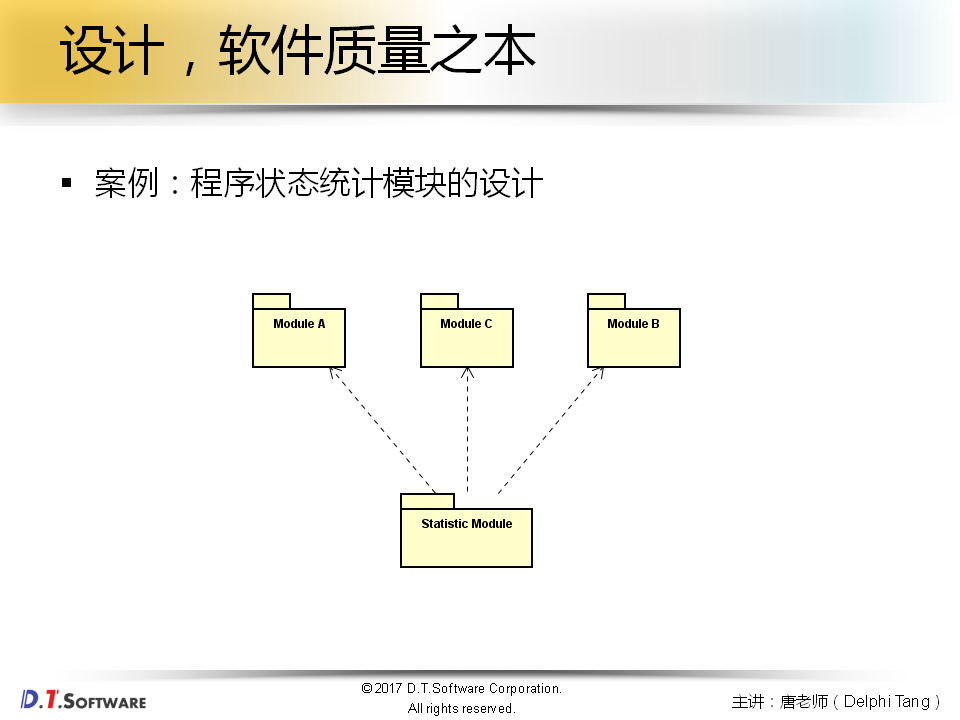 设计，软件质量之本
▪ 案例：程序状态统计模块的设计
Module A
Module C
Module B
Statistic Module
D.T.SOFTWARE
©2017 D.T.Software Corporation.
All rights reserved.
主讲：唐老师（Delphi Tang）